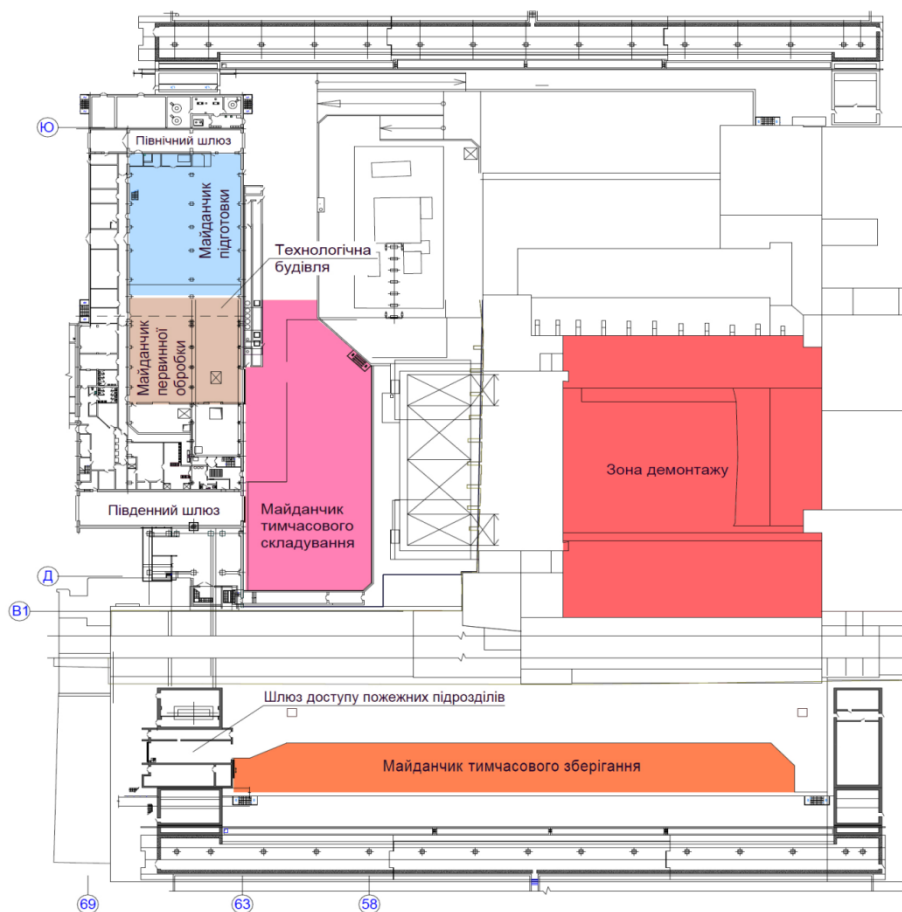 Ю
Північний шлюз
Майданчик
підготовки
Технологічна
будівля
Майданчик
первинної
обробки
Зона демонтажу
Майданчик
тимчасового
складування
Південний шлюз
Д
В1
Шлюз доступу пожежних підрозділів
Майданчик тимчасового зберігання
69
63
58